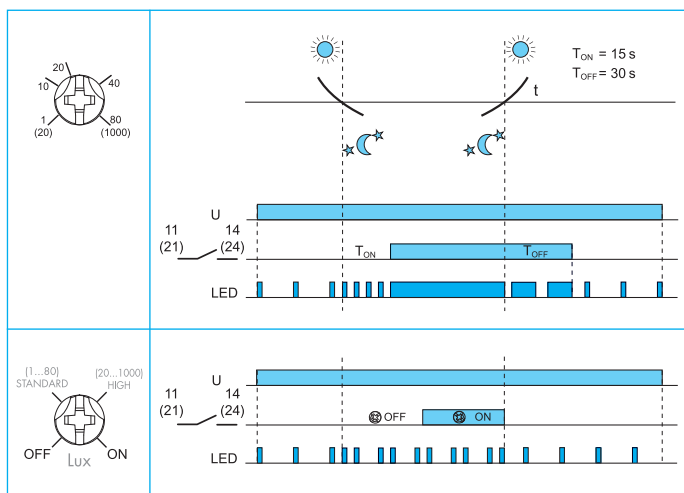 20
10
40
1
(20)
80
(1000)
TON = 15 s
TOFF = 30 s
t
U
11
14
(21)
(24)
TON
TOFF
LED
(1...80)
STANDARD
(20...1000)
HIGH
OFF
Lux
ON
U
11
14
(21)
(24)
OFF
ON
LED